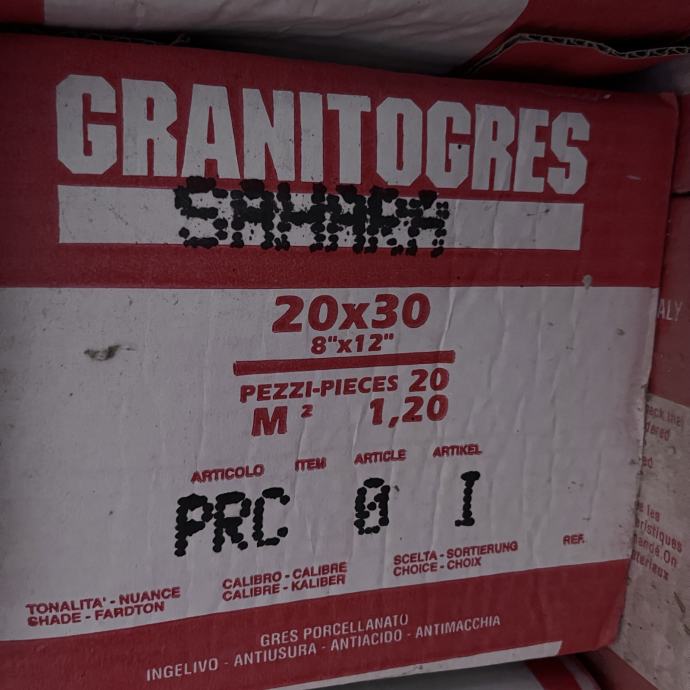 GRANITOGRES
SAHARA
20x30
8"x12"
PEZZI-PIECES 20
M² 1,20
ARTICOLO ITEM ARTICLE ARTIKEL
PRC 0 I
TONALITA' - NUANCE
SHADE - FARDTON
CALIBRO - CALIBRE
CALIBRE - KALIBER
SCELTA - SORTIERUNG
CHOICE - CHOIX
REF.
GRES PORCELLANATO
INGELIVO - ANTIUSURA - ANTIACIDO - ANTIMACCHIA